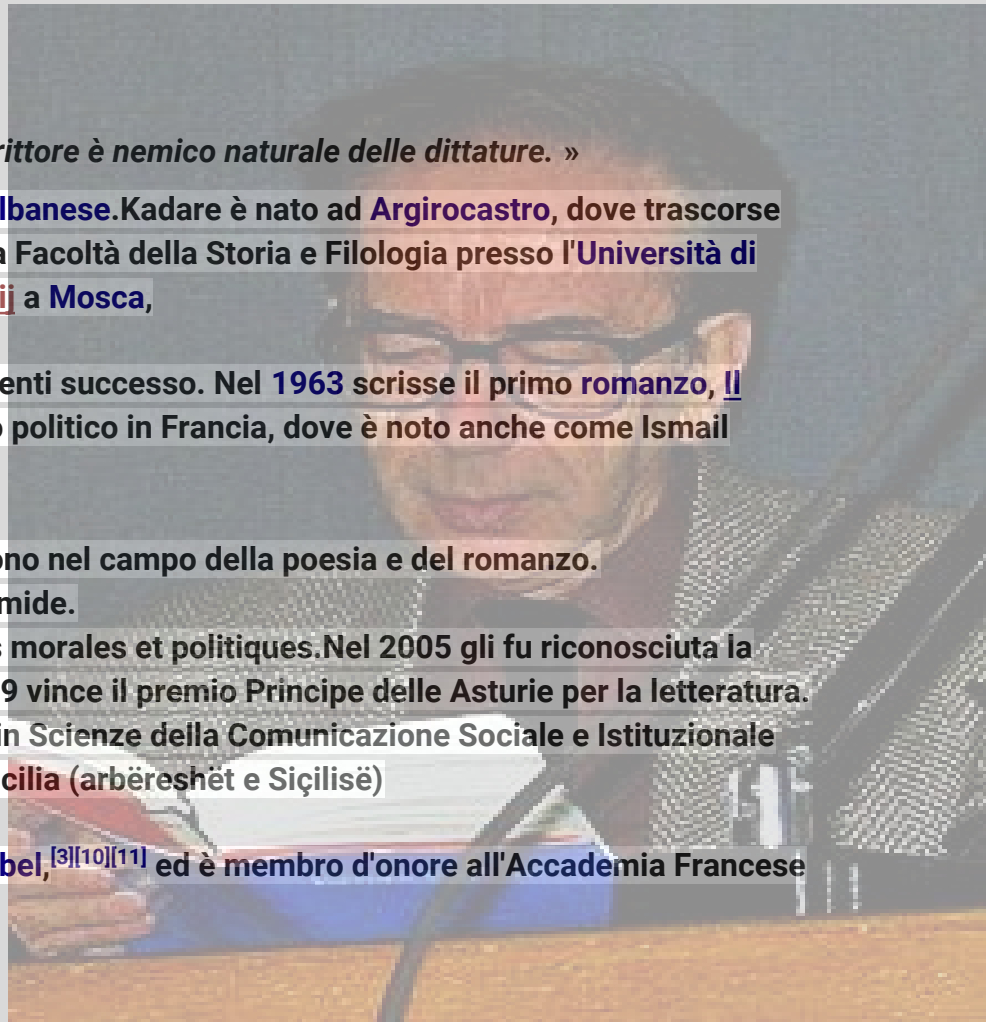 rittore è nemico naturale delle dittature. »
lbanese.Kadare è nato ad Argirocastro, dove trascorse
a Facoltà della Storia e Filologia presso l'Università di
ij a Mosca,
enti successo. Nel 1963 scrisse il primo romanzo, Il
o politico in Francia, dove è noto anche come Ismail
ono nel campo della poesia e del romanzo.
mide.
s morales et politiques.Nel 2005 gli fu riconosciuta la
9 vince il premio Principe delle Asturie per la letteratura.
in Scienze della Comunicazione Sociale e Istituzionale
cilia (arbëreshët e Siçilisë)
bel,[3][10][11] ed è membro d'onore all'Accademia Francese